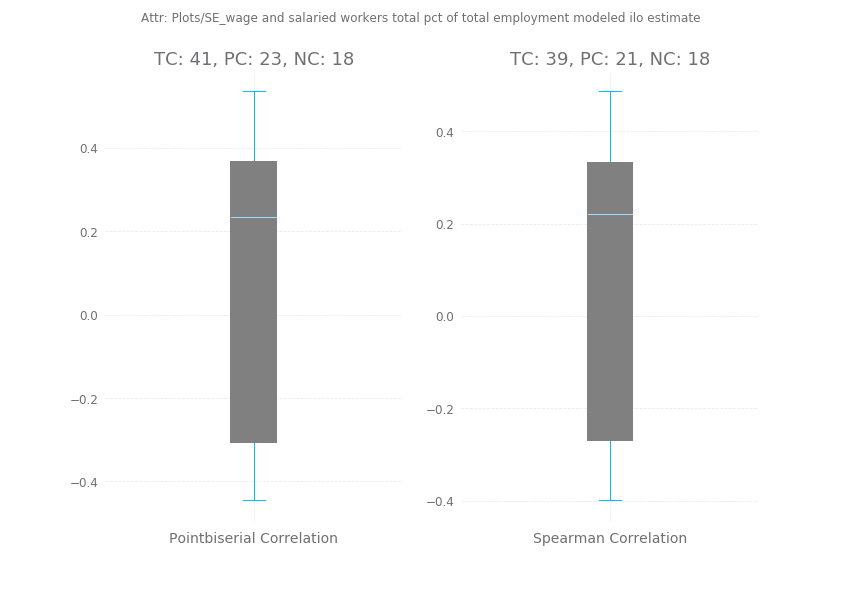 Attr: Plots/SE_wage and salaried workers total pct of total employment modeled ilo estimate
TC: 41, PC: 23, NC: 18
0.4
0.2
0.0
−0.2
−0.4
Pointbiserial Correlation
TC: 39, PC: 21, NC: 18
0.4
0.2
0.0
−0.2
−0.4
Spearman Correlation